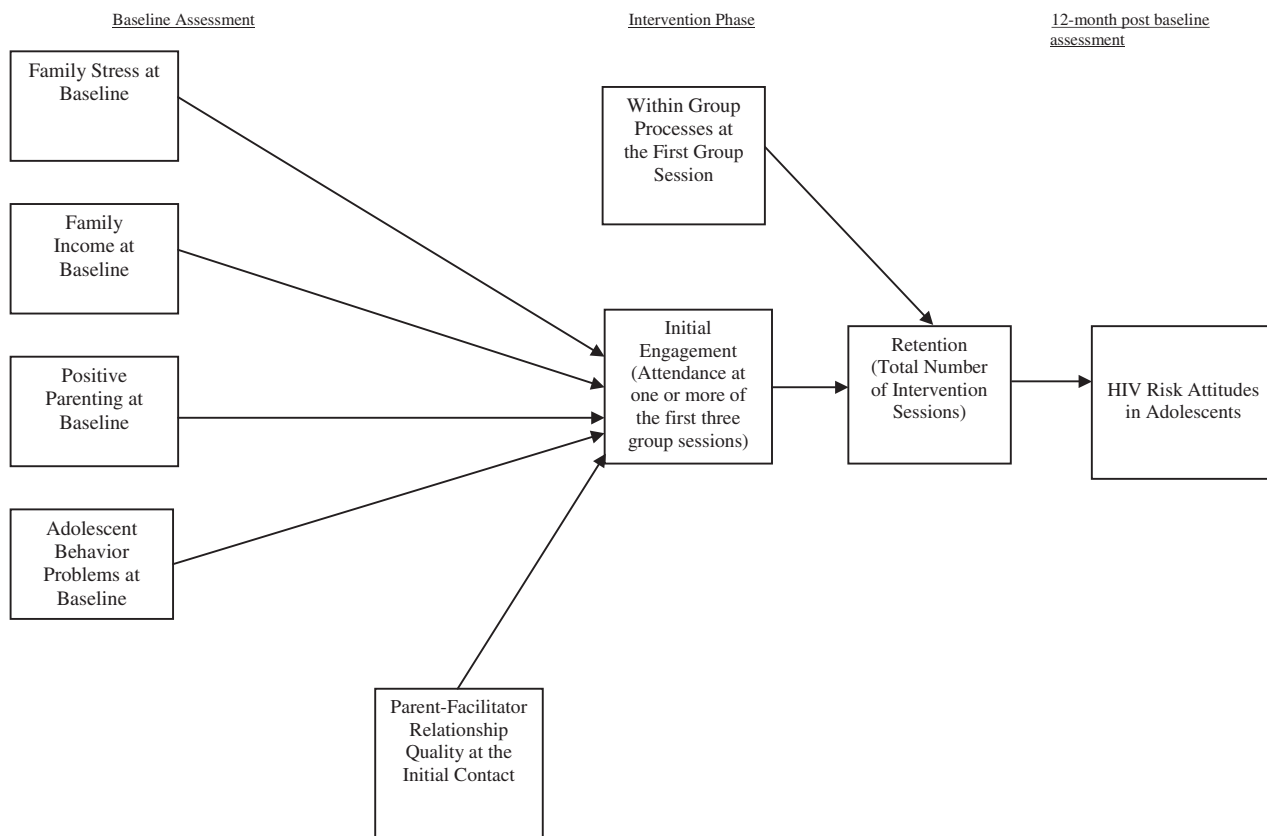 Baseline Assessment
Intervention Phase
12-month post baseline
assessment
Family Stress at
Baseline
Within Group
Processes at
the First Group
Session
Family
Income at
Baseline
Initial
Engagement
(Attendance at
one or more of
the first three
group sessions)
Retention
(Total Number
of Intervention
Sessions)
HIV Risk Attitudes
in Adolescents
Positive
Parenting at
Baseline
Adolescent
Behavior
Problems at
Baseline
Parent-Facilitator
Relationship
Quality at the
Initial Contact